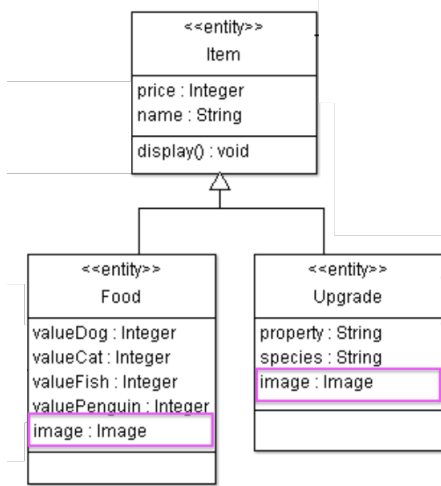 <<entity>>
Item
price : Integer
name : String
display() : void
<<entity>>
Food
valueDog : Integer
valueCat : Integer
valueFish : Integer
valuePenguin : Integer
image : Image
<<entity>>
Upgrade
property : String
species : String
image : Image